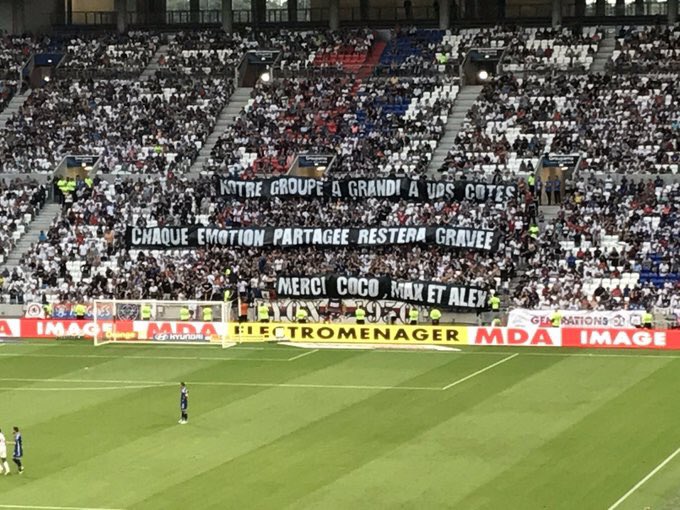 NOTRE GROUPE A GRANDI A VOS COTES
CHAQUE EMOTION PARTAGEE RESTERA GRAVEE
MERCI COCO MAX ET ALEX
GENERATIONS
IMAGE
MDA
HYUNDAI
ELECTROMENAGER
MDA
IMAGE